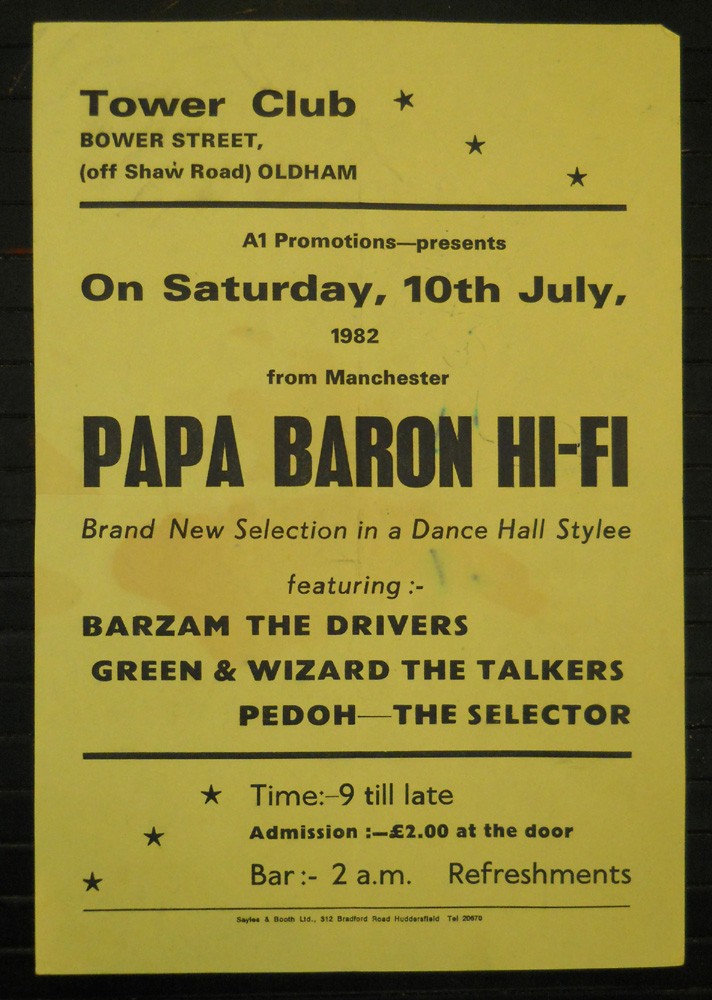 Tower Club
BOWER STREET,
(off Shaw Road) OLDHAM
A1 Promotions—presents
On Saturday, 10th July,
1982
from Manchester
PAPA BARON HI-FI
Brand New Selection in a Dance Hall Stylee
featuring :-
BARZAM THE DRIVERS
GREEN & WIZARD THE TALKERS
PEDOH—THE SELECTOR
Time:-9 till late
Admission :—£2.00 at the door
Bar :- 2 a.m. Refreshments
Sayles & Booth Ltd., 312 Bradford Road Huddersfield Tel 20670